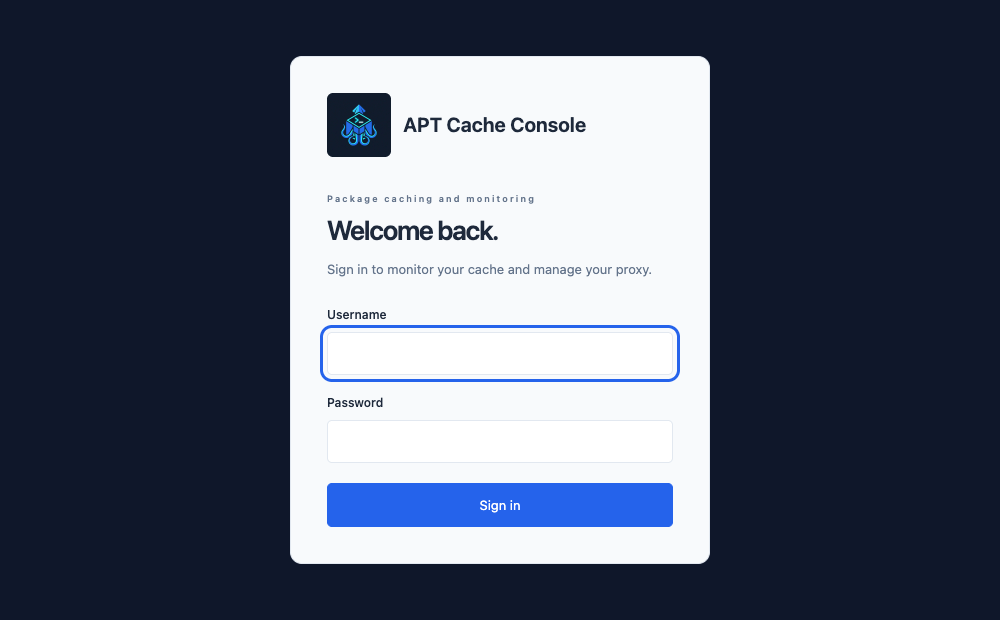 APT Cache Console
Package caching and monitoring
Welcome back.
Sign in to monitor your cache and manage your proxy.
Username
Password
Sign in